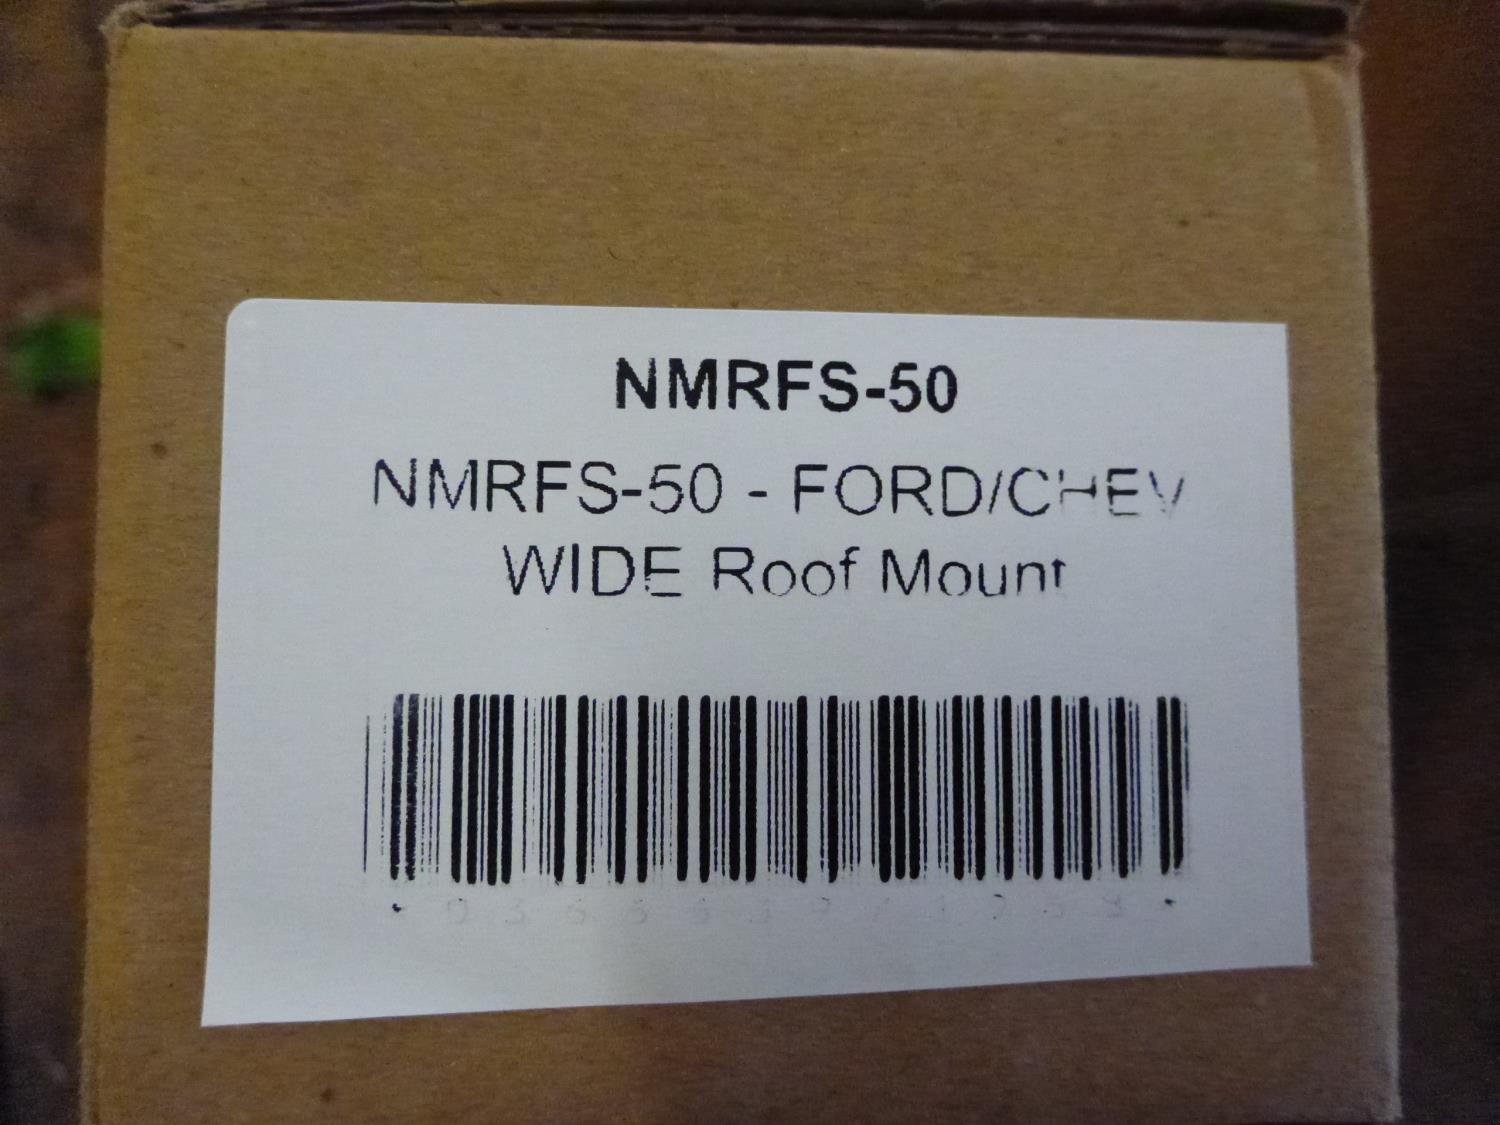 NMRFS-50
NMRFS-50 - FORD/CHEV
WIDE Roof Mount